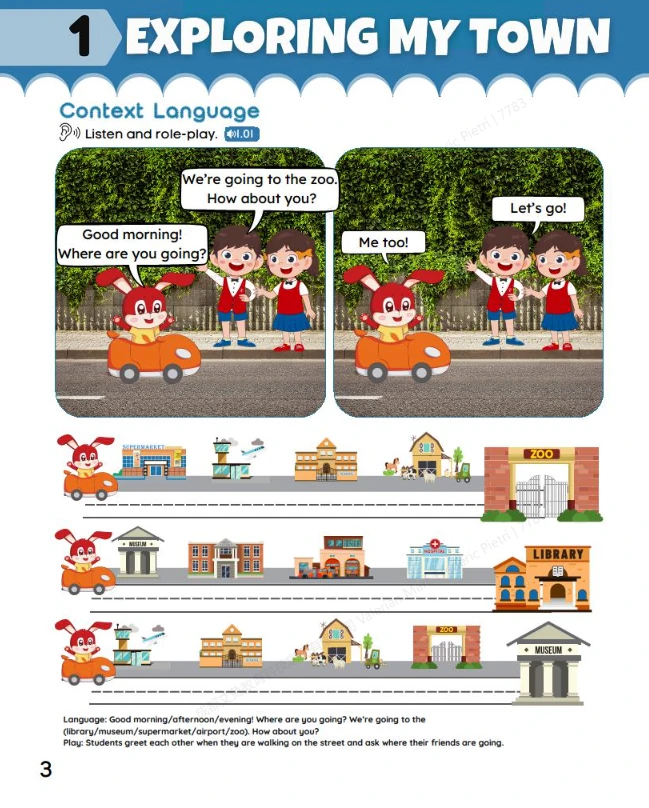 1 EXPLORING MY TOWN
Context Language
Listen and role-play. 1.01
We're going to the zoo.
How about you?
Good morning!
Where are you going?
Let's go!
Me too!
SUPERMARKET
ZOO
MUSEUM
HOSPITAL
LIBRARY
ZOO
MUSEUM
Language: Good morning/afternoon/evening! Where are you going? We're going to the
(library/museum/supermarket/airport/zoo). How about you?
Play: Students greet each other when they are walking on the street and ask where their friends are going.
3